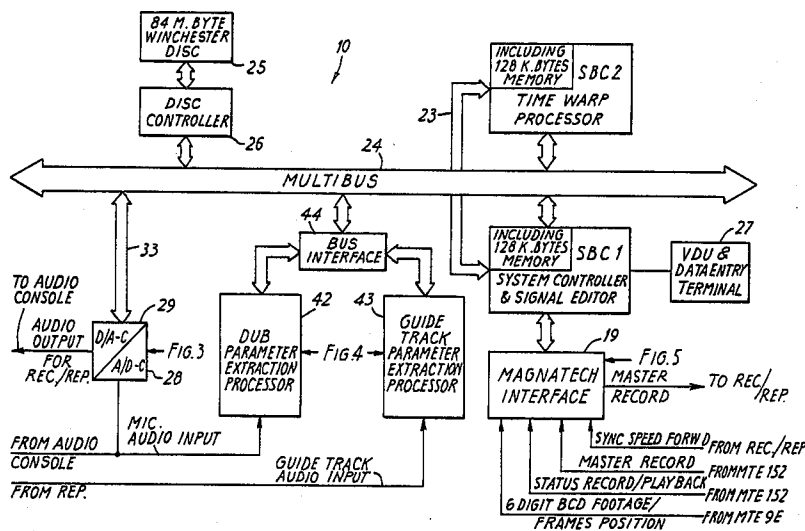 84 M. BYTE
WINCHESTER
DISC
25
10
DISC
CONTROLLER
26
INCLUDING
128 K.BYTES
MEMORY
SBC2
TIME WARP
PROCESSOR
23
24
MULTIBUS
33
44
BUS
INTERFACE
INCLUDING
128 K.BYTES
MEMORY
SBC1
SYSTEM CONTROLLER
& SIGNAL EDITOR
27
VDU &
DATA ENTRY
TERMINAL
TO AUDIO
CONSOLE
AUDIO
OUTPUT
FOR
REC./REP.
29
D/A-C
A/D-C
28
FIG.3
42
DUB
PARAMETER
EXTRACTION
PROCESSOR
FIG.4
43
GUIDE
TRACK
PARAMETER
EXTRACTION
PROCESSOR
19
MAGNATECH
INTERFACE
FIG.5
MASTER
RECORD
TO REC/
REP.
MIC.
AUDIO INPUT
FROM AUDIO
CONSOLE
GUIDE TRACK
AUDIO INPUT
FROM REP.
SYNC SPEED FORWD
FROM REC/REP
MASTER RECORD
FROM MTE 152
STATUS RECORD/PLAYBACK
FROM MTE 152
6 DIGIT BCD FOOTAGE/
FRAMES POSITION
FROM MTE 9E